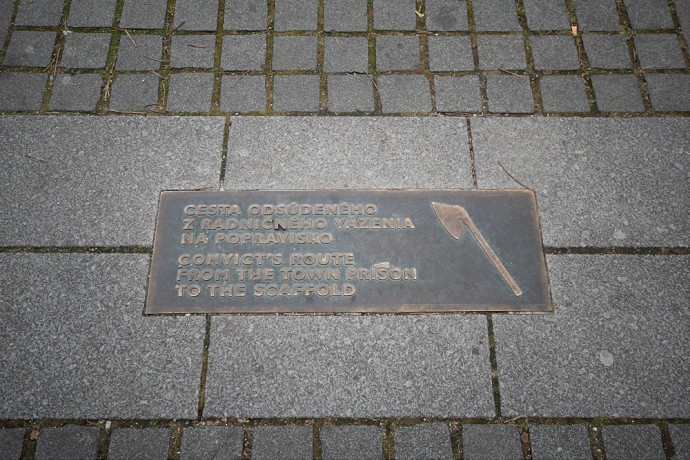 CESTA ODSÚDENÉHO
Z RADNIČNÉHO VÄZENIA
NA POPRAVISKO
CONVICT'S ROUTE
FROM THE TOWN PRISON
TO THE SCAFFOLD